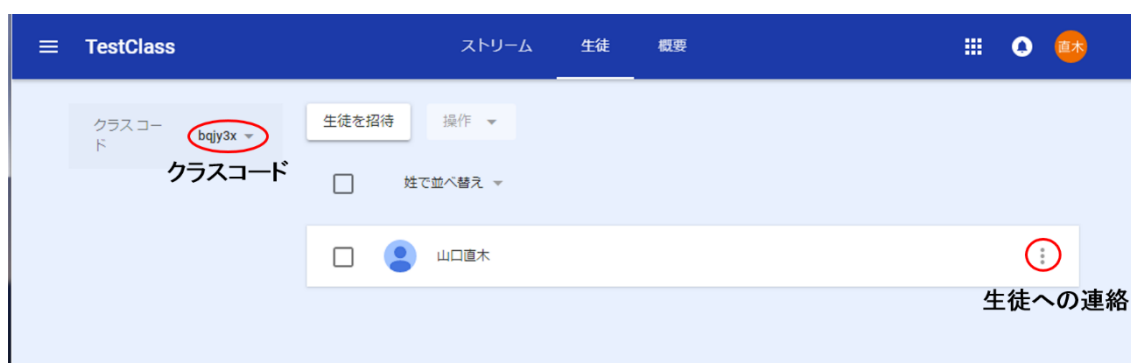 TestClass
ストリーム
生徒
概要
直木
クラス コー
ド
bqjy3x
クラスコード
生徒を招待
操作
姓で並べ替え
山口直木
生徒への連絡